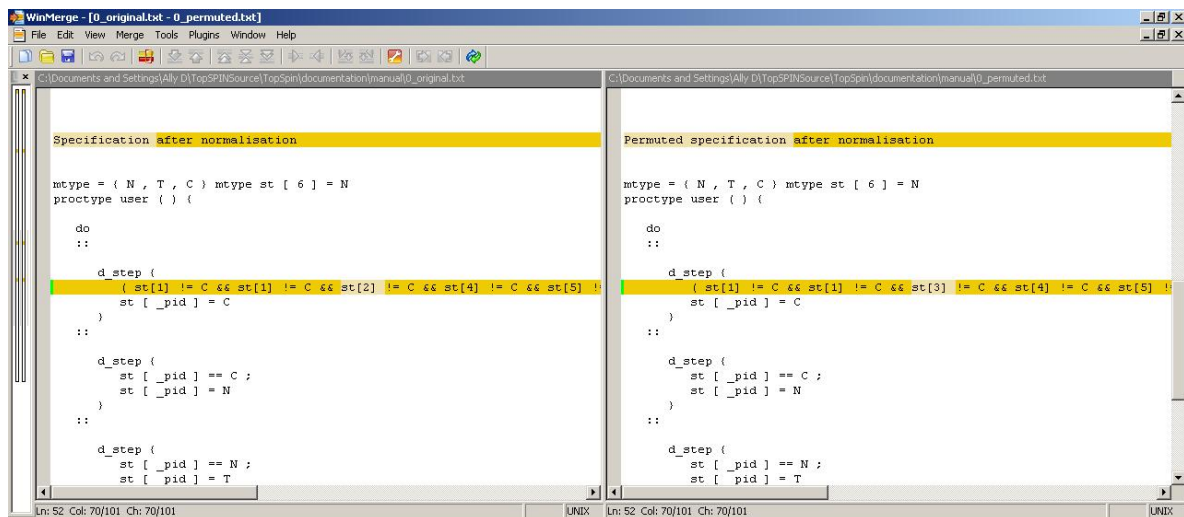 WinMerge - [0_original.txt - 0_permuted.txt]
File Edit View Merge Tools Plugins Window Help
C:\Documents and Settings\Ally D\TopSPINSource\TopSpin\documentation\manual\0_original.txt
Specification after normalisation
mtype = { N , T , C } mtype st [ 6 ] = N
proctype user ( ) {
do
::
d_step {
( st[1] != C && st[1] != C && st[2] != C && st[4] != C && st[5] !=
st [ _pid ] = C
}
::
d_step {
st [ _pid ] == C ;
st [ _pid ] = N
}
::
d_step {
st [ _pid ] == N ;
st [ _pid ] = T
Ln: 52 Col: 70/101 Ch: 70/101
UNIX
C:\Documents and Settings\Ally D\TopSPINSource\TopSpin\documentation\manual\0_permuted.txt
Permuted specification after normalisation
mtype = { N , T , C } mtype st [ 6 ] = N
proctype user ( ) {
do
::
d_step {
( st[1] != C && st[1] != C && st[3] != C && st[4] != C && st[5] !
st [ _pid ] = C
}
::
d_step {
st [ _pid ] == C ;
st [ _pid ] = N
}
::
d_step {
st [ _pid ] == N ;
st [ _pid ] = T
Ln: 52 Col: 70/101 Ch: 70/101
UNIX